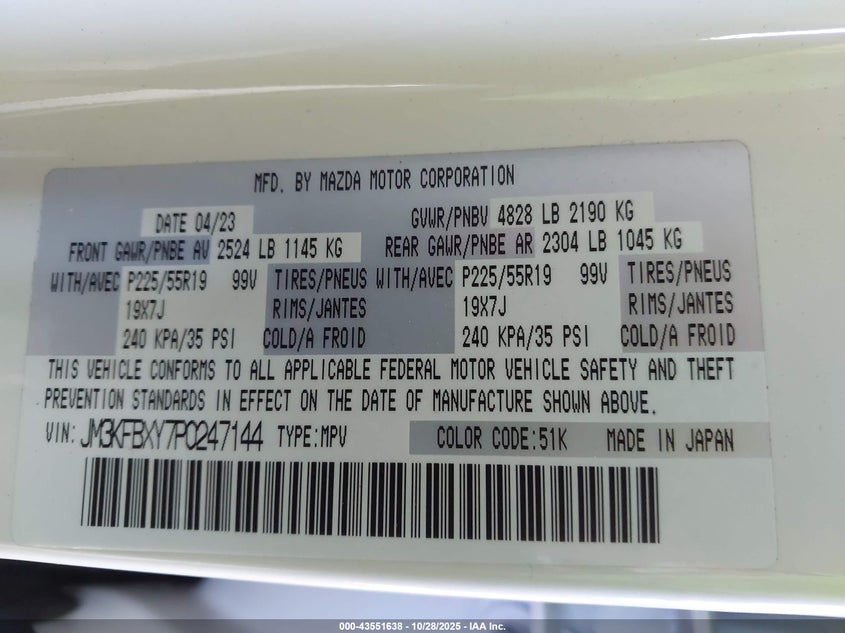 MFD. BY MAZDA MOTOR CORPORATION
DATE 04/23 GVWR/PNBV 4828 LB 2190 KG
FRONT GAWR/PNBE AV 2524 LB 1145 KG REAR GAWR/PNBE AR 2304 LB 1045 KG
WITH/AVEC P225/55R19 99V TIRES/PNEUS WITH/AVEC P225/55R19 99V TIRES/PNEUS
19X7J RIMS/JANTES 19X7J RIMS/JANTES
240 KPA/35 PSI COLD/A FROID 240 KPA/35 PSI COLD/A FROID
THIS VEHICLE CONFORMS TO ALL APPLICABLE FEDERAL MOTOR VEHICLE SAFETY AND THEFT
PREVENTION STANDARDS IN EFFECT ON THE DATE OF MANUFACTURE SHOWN ABOVE.
VIN: JM3KFBXY7P0247144 TYPE:MPV COLOR CODE:51K MADE IN JAPAN
000-43551638 - 10/28/2025 - IAA Inc.